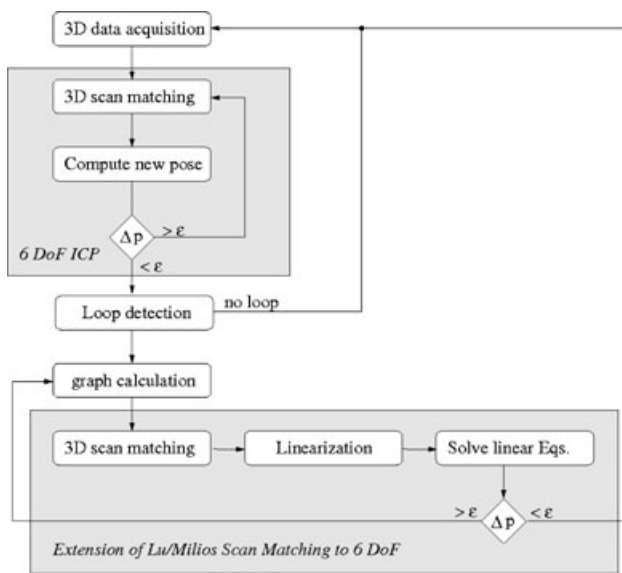 3D data acquisition
3D scan matching
Compute new pose
Δp
> ε
6 DoF ICP
< ε
Loop detection
no loop
graph calculation
3D scan matching
Linearization
Solve linear Eqs.
> ε
Δp
< ε
Extension of Lu/Milios Scan Matching to 6 DoF